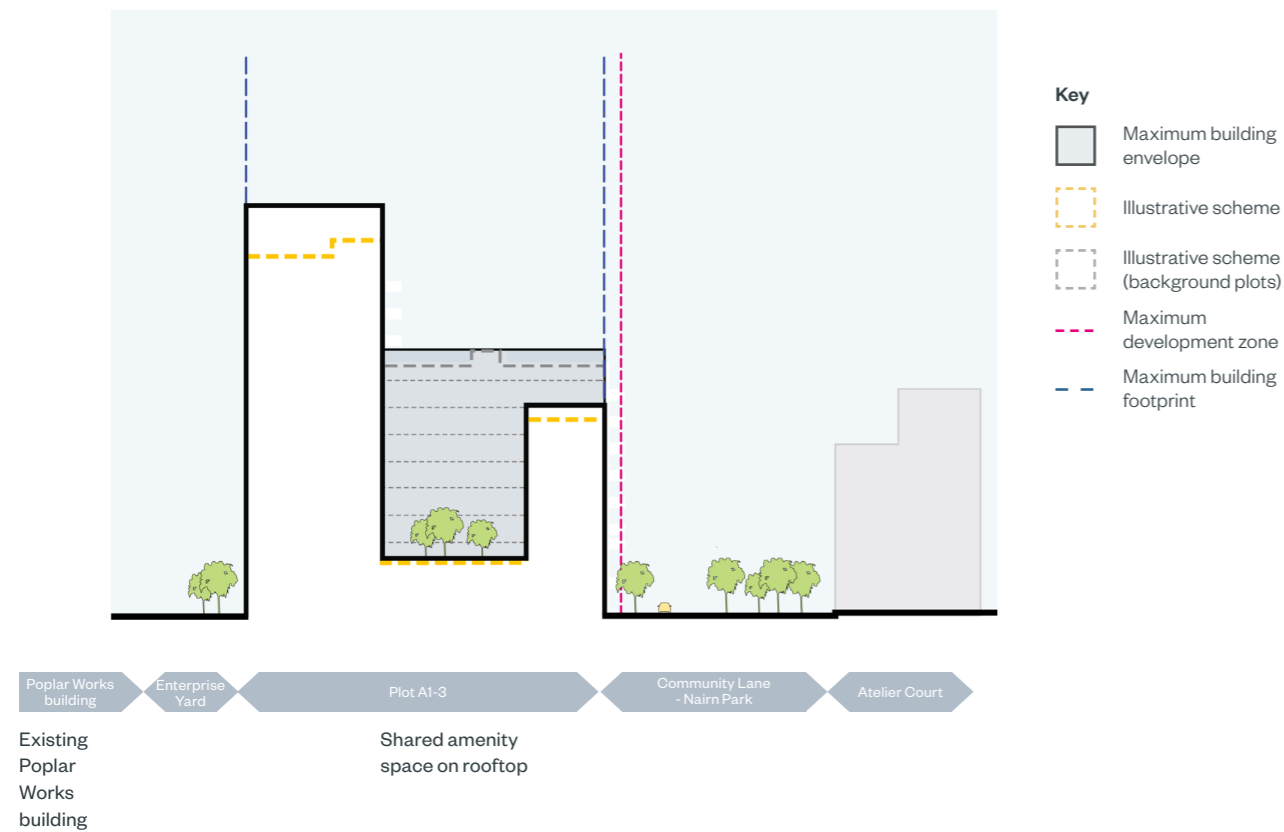 Key
Maximum building
envelope
Illustrative scheme
Illustrative scheme
(background plots)
Maximum
development zone
Maximum building
footprint
Poplar Works
building
Enterprise
Yard
Plot A1-3
Community Lane
- Nairn Park
Atelier Court
Existing
Poplar
Works
building
Shared amenity
space on rooftop